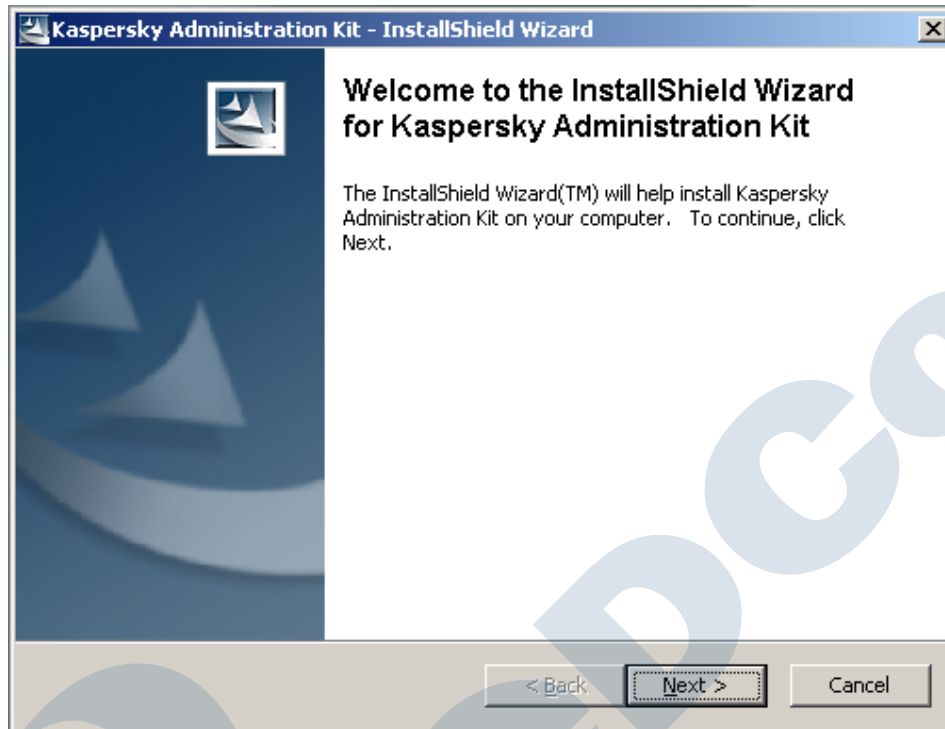 Kaspersky Administration Kit - InstallShield Wizard
Welcome to the InstallShield Wizard
for Kaspersky Administration Kit
The InstallShield Wizard(TM) will help install Kaspersky
Administration Kit on your computer. To continue, click
Next.
< Back
Next >
Cancel